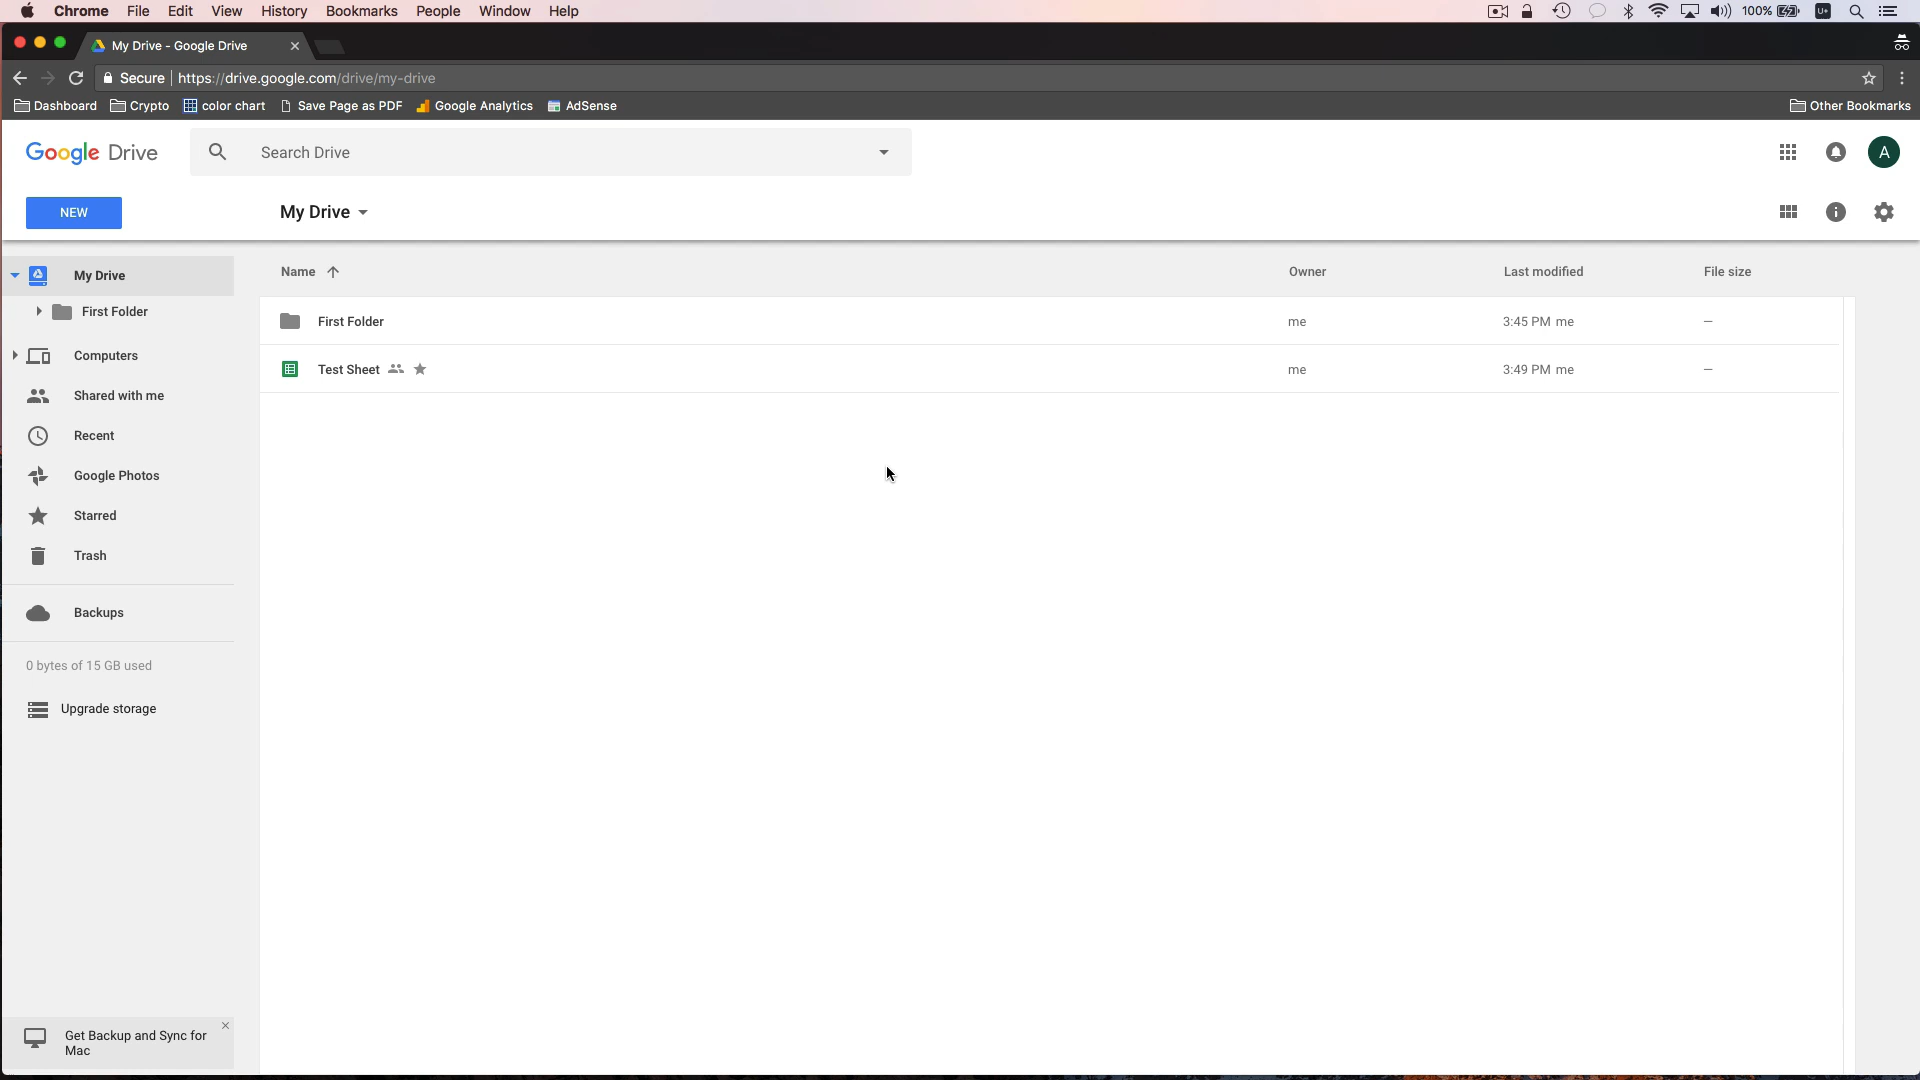 Chrome File Edit View History Bookmarks People Window Help 100% U+
My Drive - Google Drive
Secure https://drive.google.com/drive/my-drive
Dashboard Crypto color chart Save Page as PDF Google Analytics AdSense Other Bookmarks
Google Drive Search Drive A
NEW My Drive
My Drive
First Folder
Computers
Shared with me
Recent
Google Photos
Starred
Trash
Backups
0 bytes of 15 GB used
Upgrade storage
Get Backup and Sync for
Mac
Name Owner Last modified File size
First Folder me 3:45 PM me –
Test Sheet me 3:49 PM me –